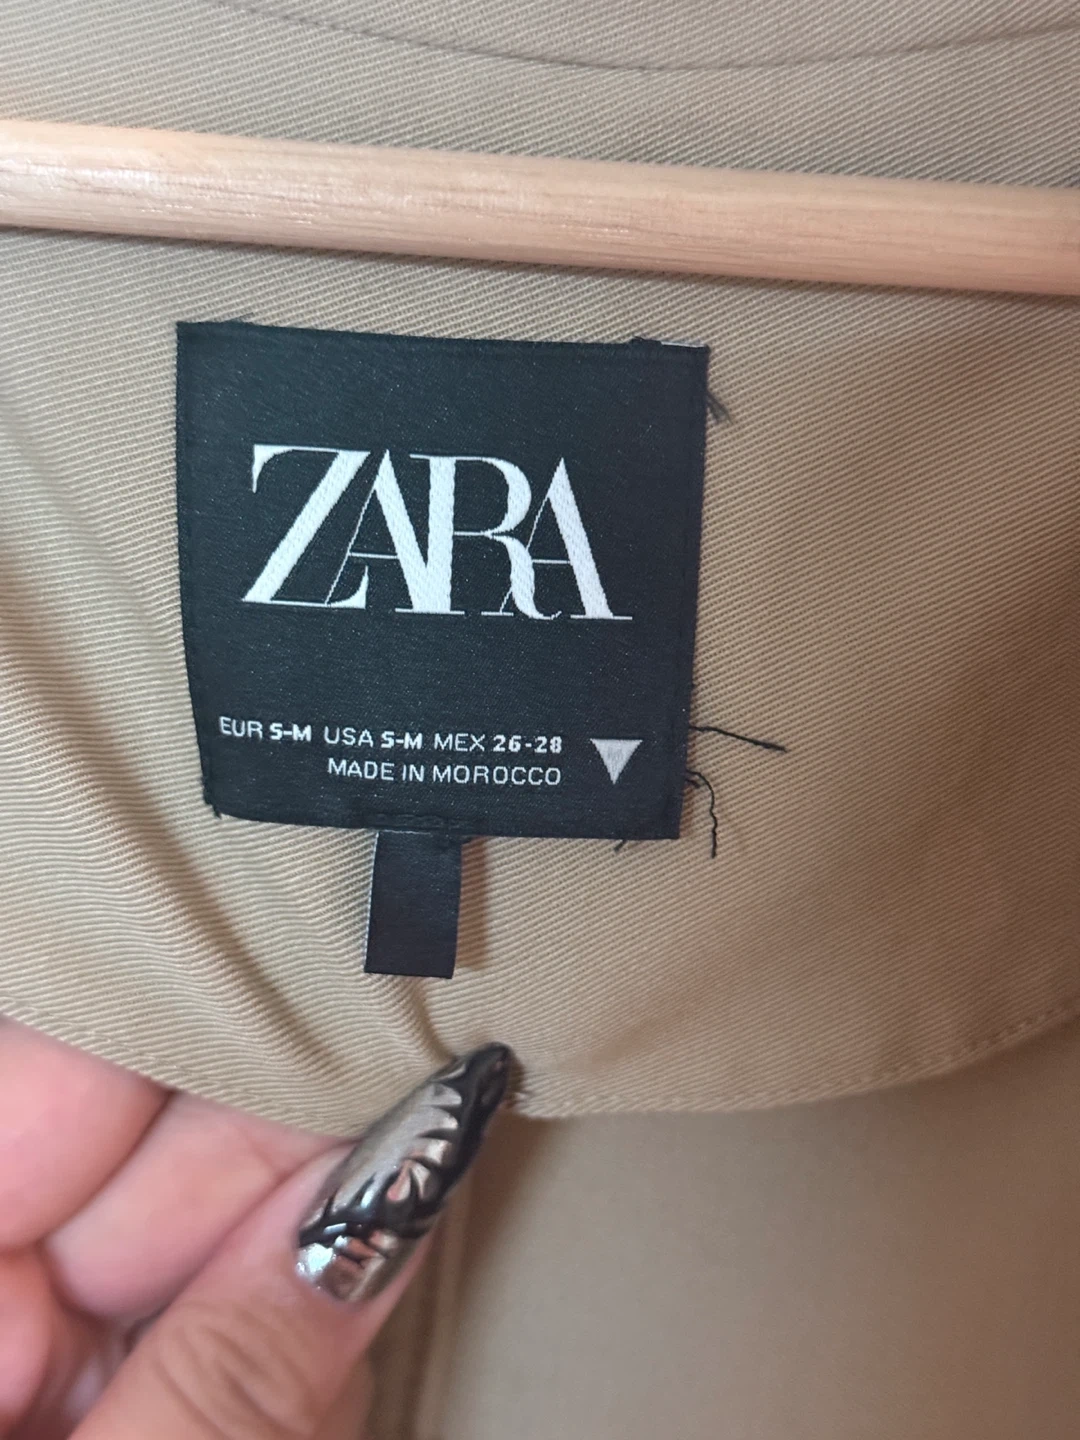 ZARA
EUR S-M USA S-M MEX 26-28
MADE IN MOROCCO